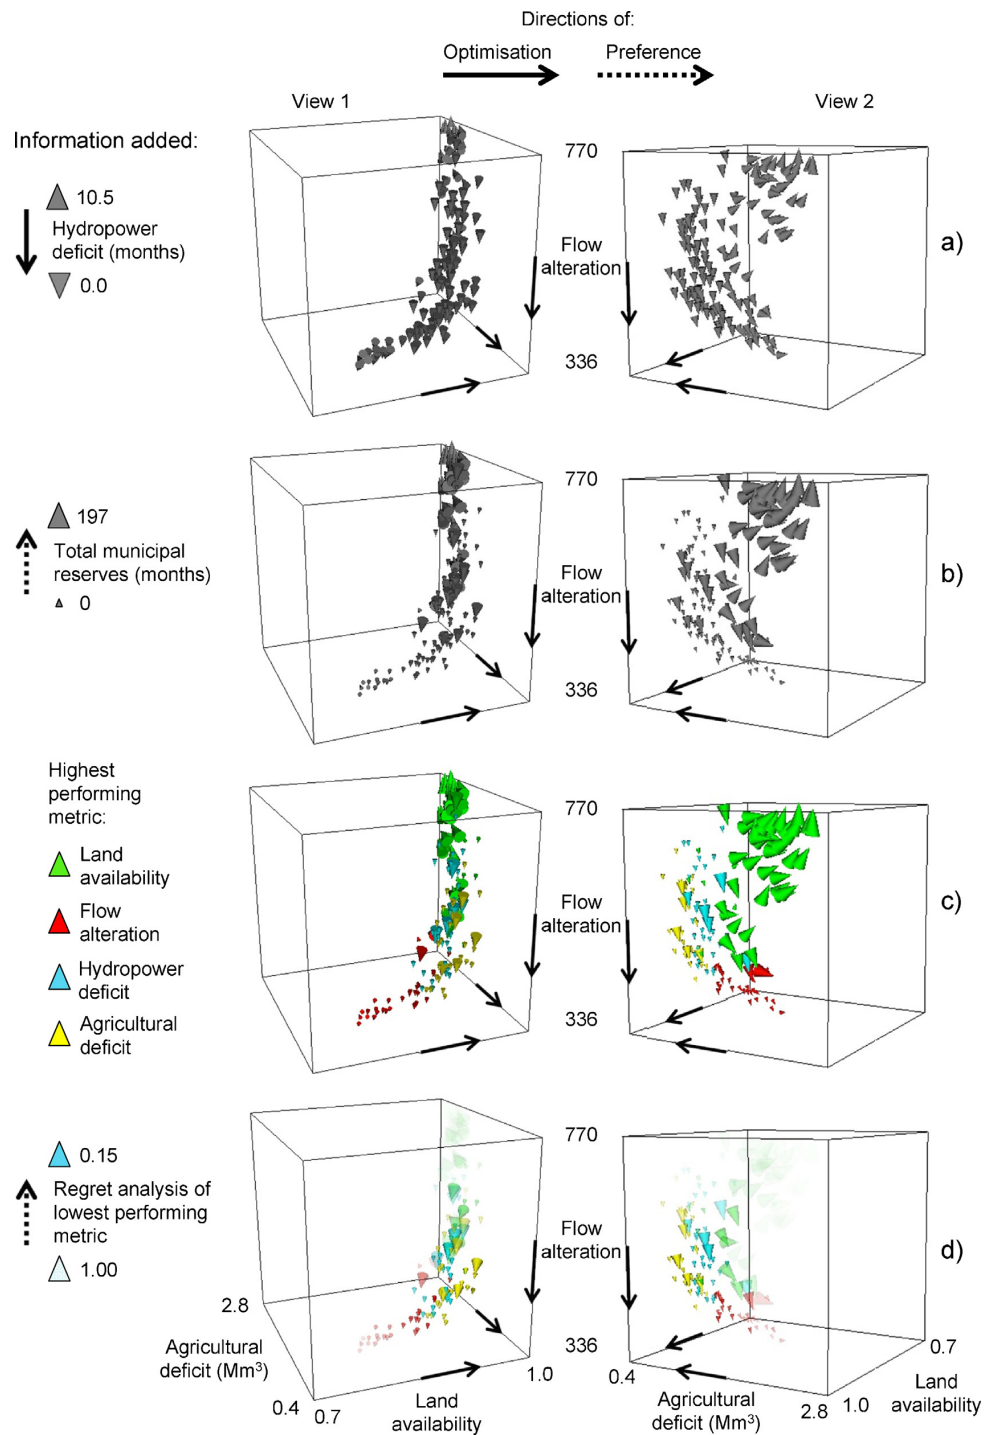 Directions of:
Optimisation
Preference
View 1
View 2
Information added:
10.5
Hydropower
deficit (months)
0.0
770
Flow
alteration
336
a)
197
Total municipal
reserves (months)
0
770
Flow
alteration
336
b)
Highest
performing
metric:
Land
availability
Flow
alteration
Hydropower
deficit
Agricultural
deficit
770
Flow
alteration
336
c)
0.15
Regret analysis of
lowest performing
metric
1.00
770
Flow
alteration
336
d)
2.8
Agricultural
deficit (Mm³)
0.4
0.7
Land
availability
1.0
0.4
Agricultural
deficit (Mm³)
2.8
1.0
Land
availability
0.7